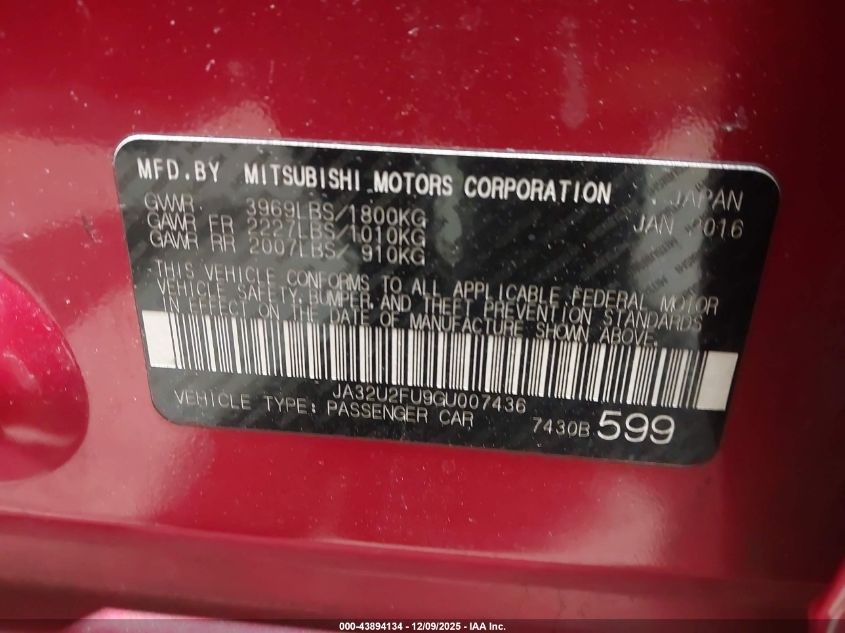 MFD.BY MITSUBISHI MOTORS CORPORATION JAPAN
GVWR 3969LBS/1800KG JAN 2016
GAWR FR 2227LBS/1010KG
GAWR RR 2007LBS/ 910KG
THIS VEHICLE CONFORMS TO ALL APPLICABLE FEDERAL MOTOR
VEHICLE SAFETY, BUMPER, AND THEFT PREVENTION STANDARDS
IN EFFECT ON THE DATE OF MANUFACTURE SHOWN ABOVE.
JA32U2FU9GU007436
VEHICLE TYPE: PASSENGER CAR 7430B 599
000-43894134 - 12/09/2025 - IAA Inc.